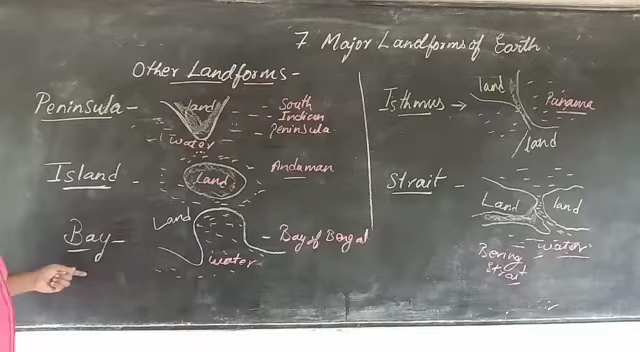 7 Major Landforms of Earth
Other Landforms -
Peninsula -
land
water
- South
- Indian
- Peninsula
Island -
land
Andaman
Bay -
Land
water
- Bay of Bengal
Isthmus →
land
land
Panama
Strait -
Land
land
water
Bering
Strait